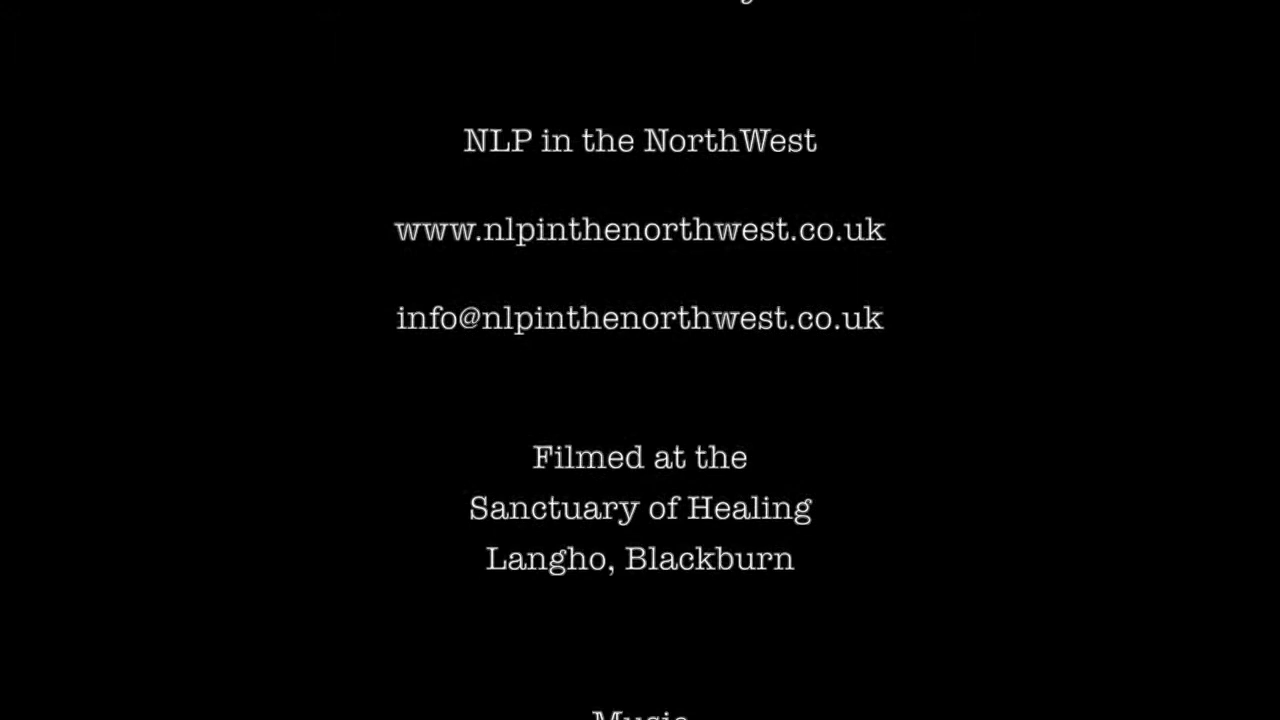 NLP in the NorthWest
www.nlpinthenorthwest.co.uk
info@nlpinthenorthwest.co.uk
Filmed at the
Sanctuary of Healing
Langho, Blackburn
Music